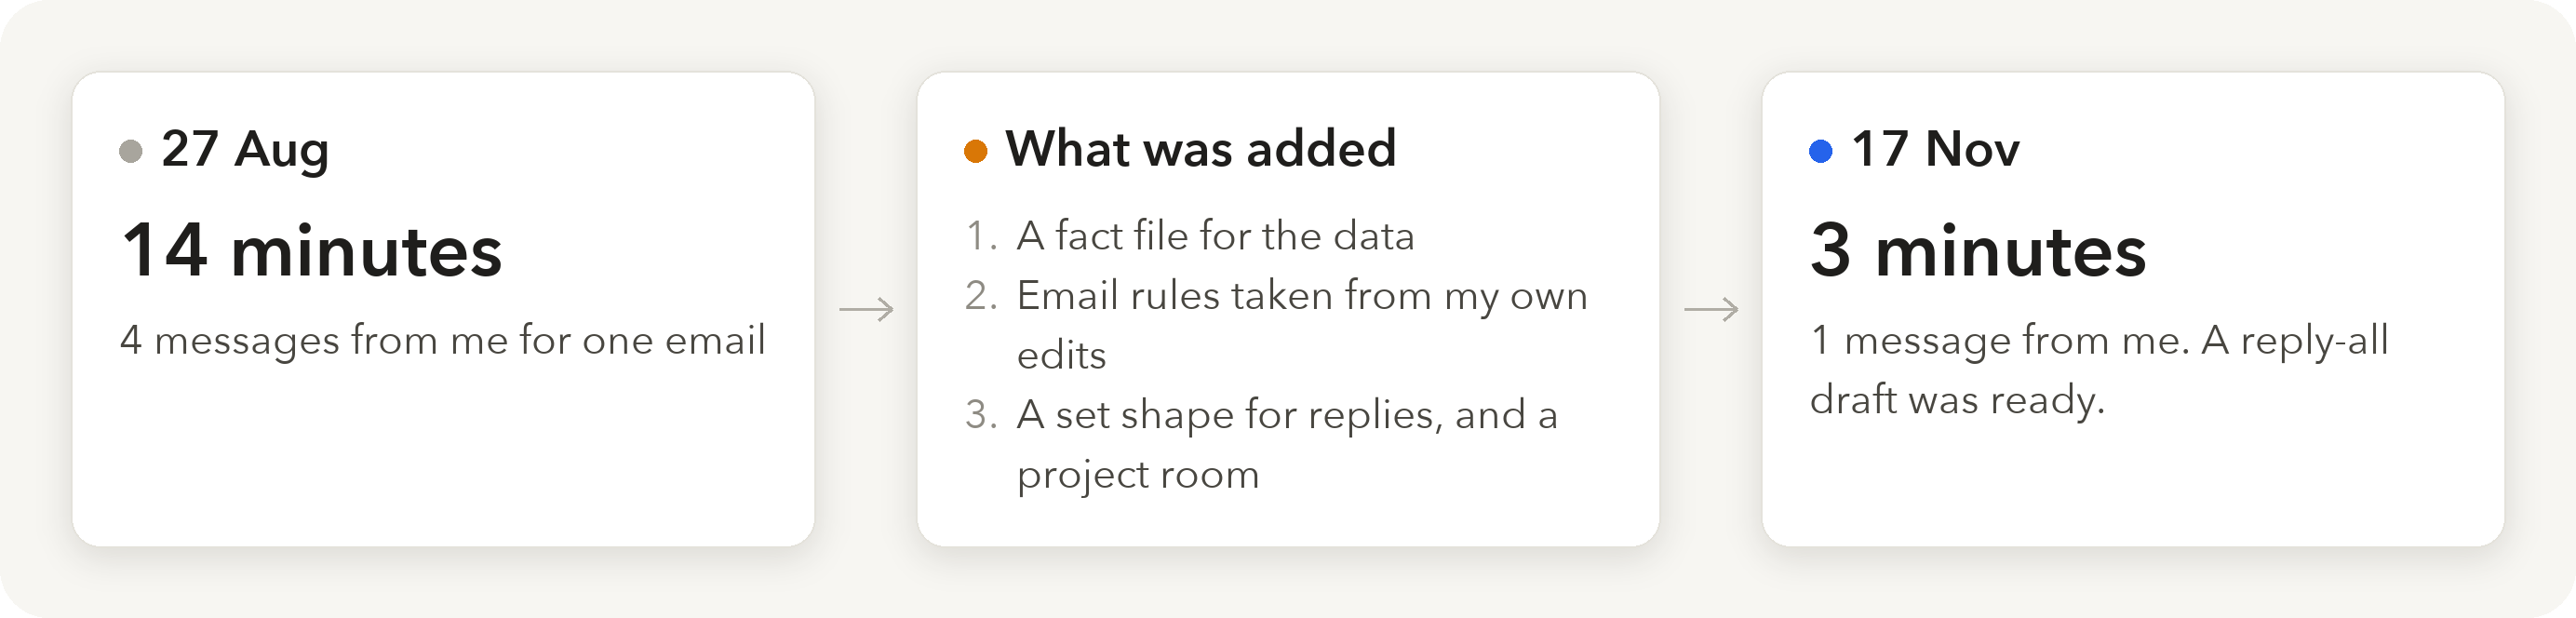 27 Aug
14 minutes
4 messages from me for one email
What was added
1. A fact file for the data
2. Email rules taken from my own
edits
3. A set shape for replies, and a
project room
17 Nov
3 minutes
1 message from me. A reply-all
draft was ready.